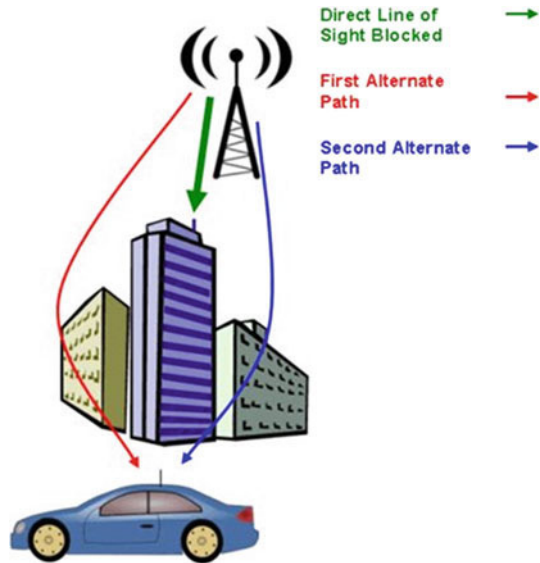 Direct Line of
Sight Blocked
First Alternate
Path
Second Alternate
Path